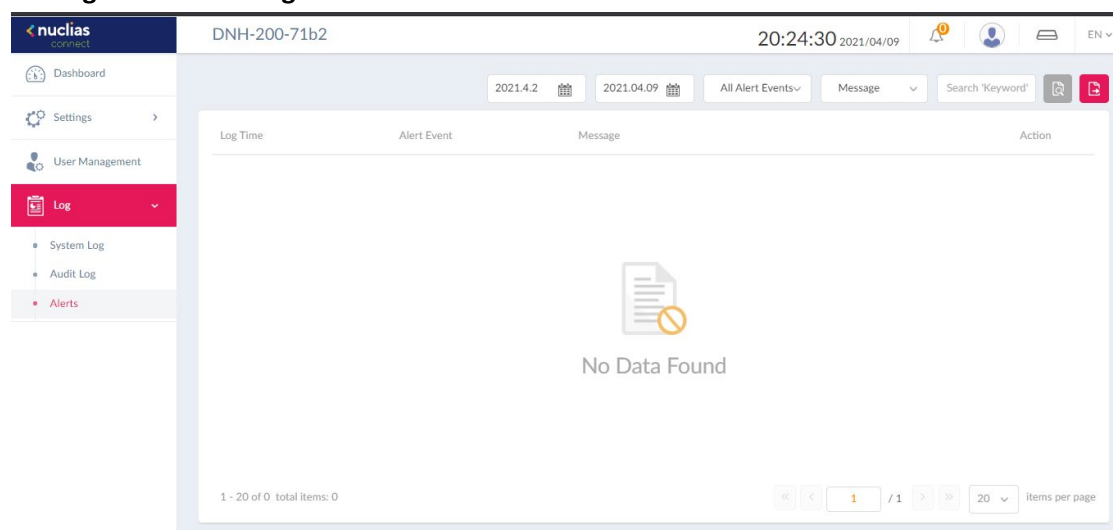 nuclias
connect
DNH-200-71b2
20:24:30 2021/04/09
0
EN
Dashboard
Settings
User Management
Log
System Log
Audit Log
Alerts
2021.4.2
2021.04.09
All Alert Events
Message
Search 'Keyword'
Log Time
Alert Event
Message
Action
No Data Found
1 - 20 of 0 total items: 0
« < 1 / 1 > » 20 items per page